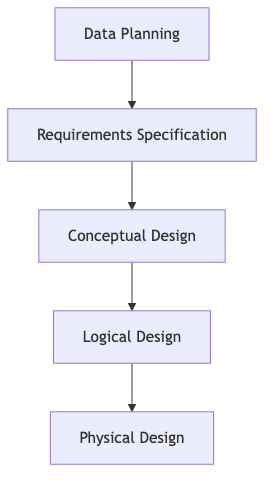 Data Planning
Requirements Specification
Conceptual Design
Logical Design
Physical Design